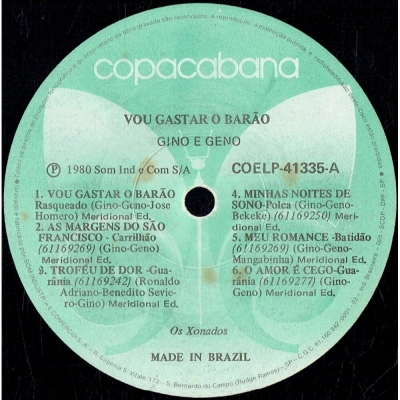 copacabana
VOU GASTAR O BARÃO
GINO E GENO
℗ 1980 Som Ind e Com S/A
COELP-41335-A
1. VOU GASTAR O BARÃO
Rasqueado (Gino-Geno-Jose
Homero) Meridional Ed.
2. AS MARGENS DO SÃO
FRANCISCO - Carrilhão
(61169269) (Gino-Geno)
Meridional Ed.
3. TROFÉU DE DOR -Gua-
rânia (61169242) (Ronaldo
Adriano-Benedito Sevie-
ro-Gino) Meridional Ed.
4. MINHAS NOITES DE
SONO-Polca (Gino-Geno-
Bekeke) (61169250) Meri-
dional Ed.
5. MEU ROMANCE -Batidão
(61169269) (Gino-Geno-
Mangabinha) Meridional Ed.
6. O AMOR É CEGO-Gua-
rânia (61169277) (Gino-
Geno) Meridional Ed.
Os Xonados
MADE IN BRAZIL